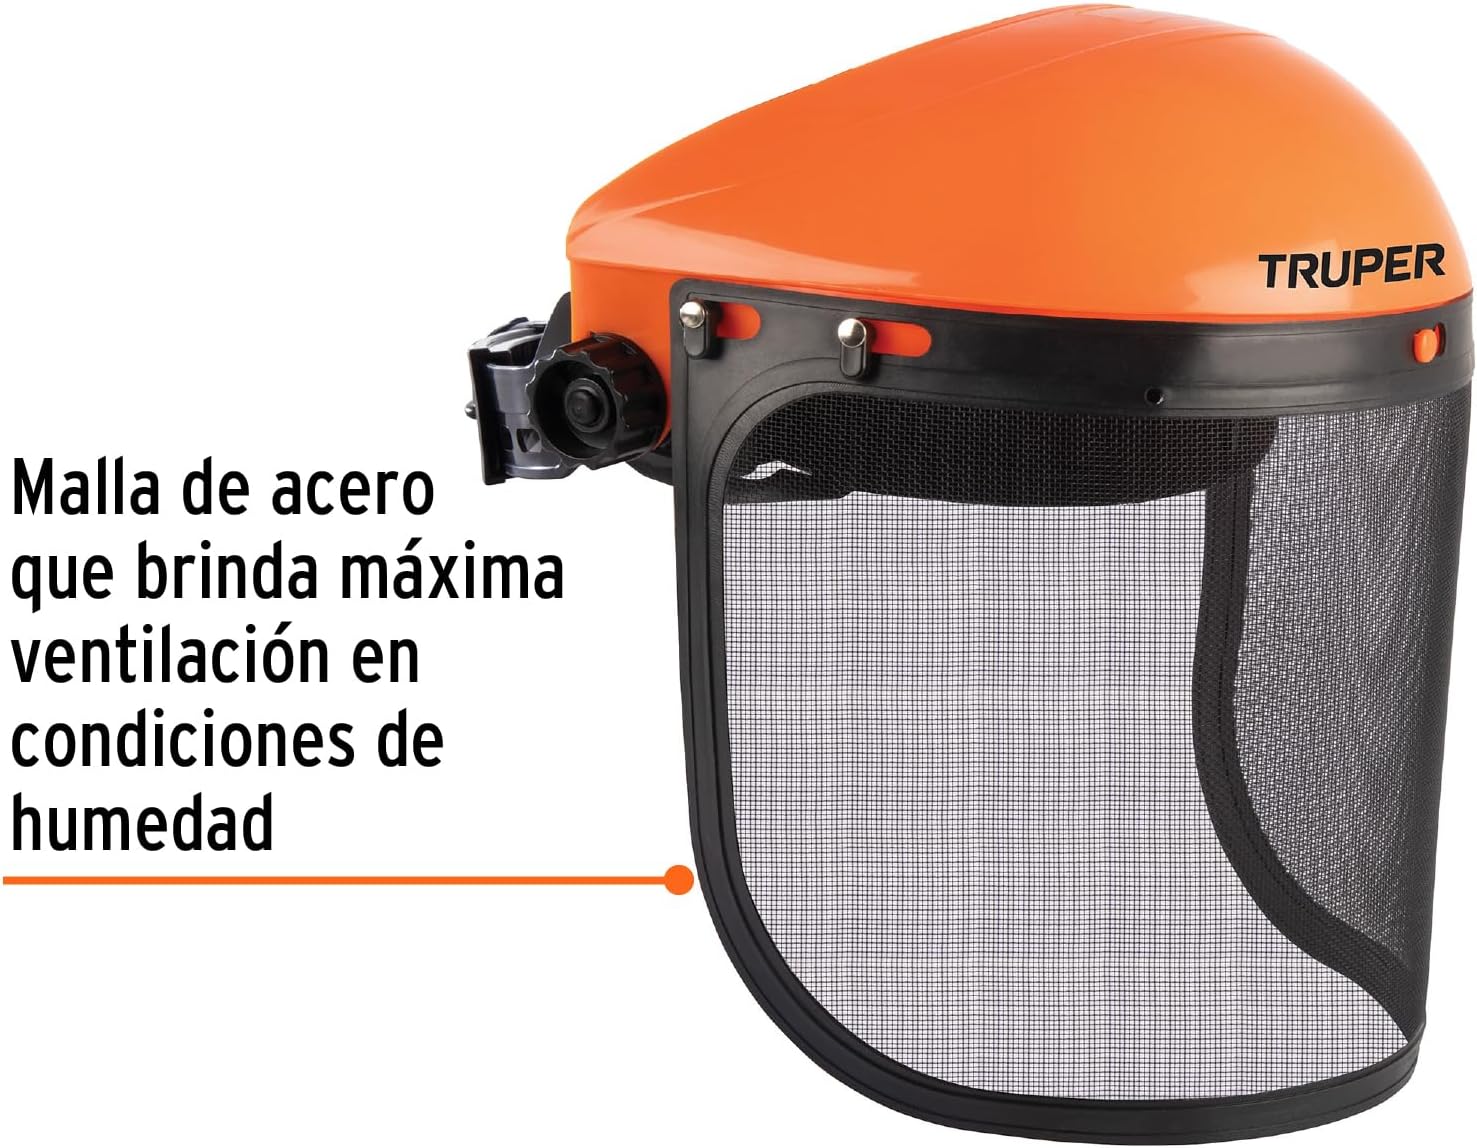 TRUPER
Malla de acero
que brinda máxima
ventilación en
condiciones de
humedad